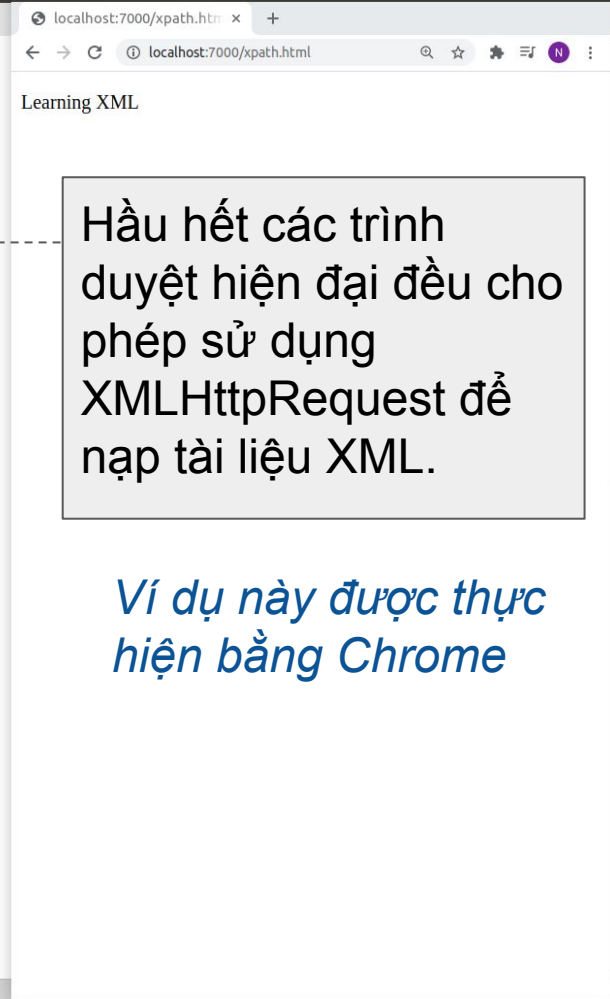 localhost:7000/xpath.htm
localhost:7000/xpath.html
N
Learning XML
Hầu hết các trình
duyệt hiện đại đều cho
phép sử dụng
XMLHttpRequest để
nạp tài liệu XML.
Ví dụ này được thực
hiện bằng Chrome